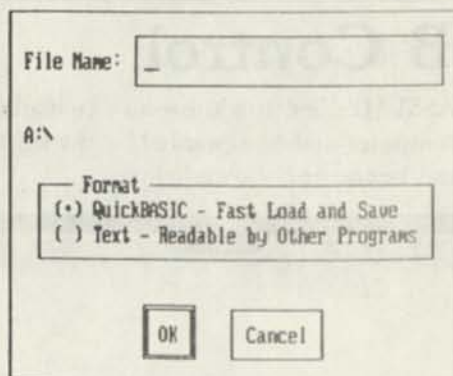 File Name: _
A:\
Format
(•) QuickBASIC - Fast Load and Save
( ) Text - Readable by Other Programs
OK Cancel